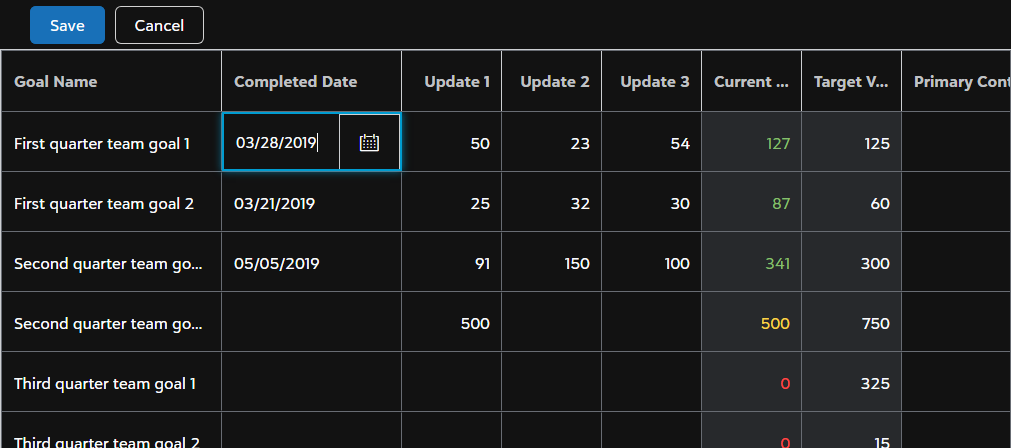 Save Cancel
Goal Name Completed Date Update 1 Update 2 Update 3 Current ... Target V... Primary Cont
First quarter team goal 1 03/28/2019 50 23 54 127 125
First quarter team goal 2 03/21/2019 25 32 30 87 60
Second quarter team go... 05/05/2019 91 150 100 341 300
Second quarter team go... 500 500 750
Third quarter team goal 1 0 325
Third quarter team goal 2 0 15